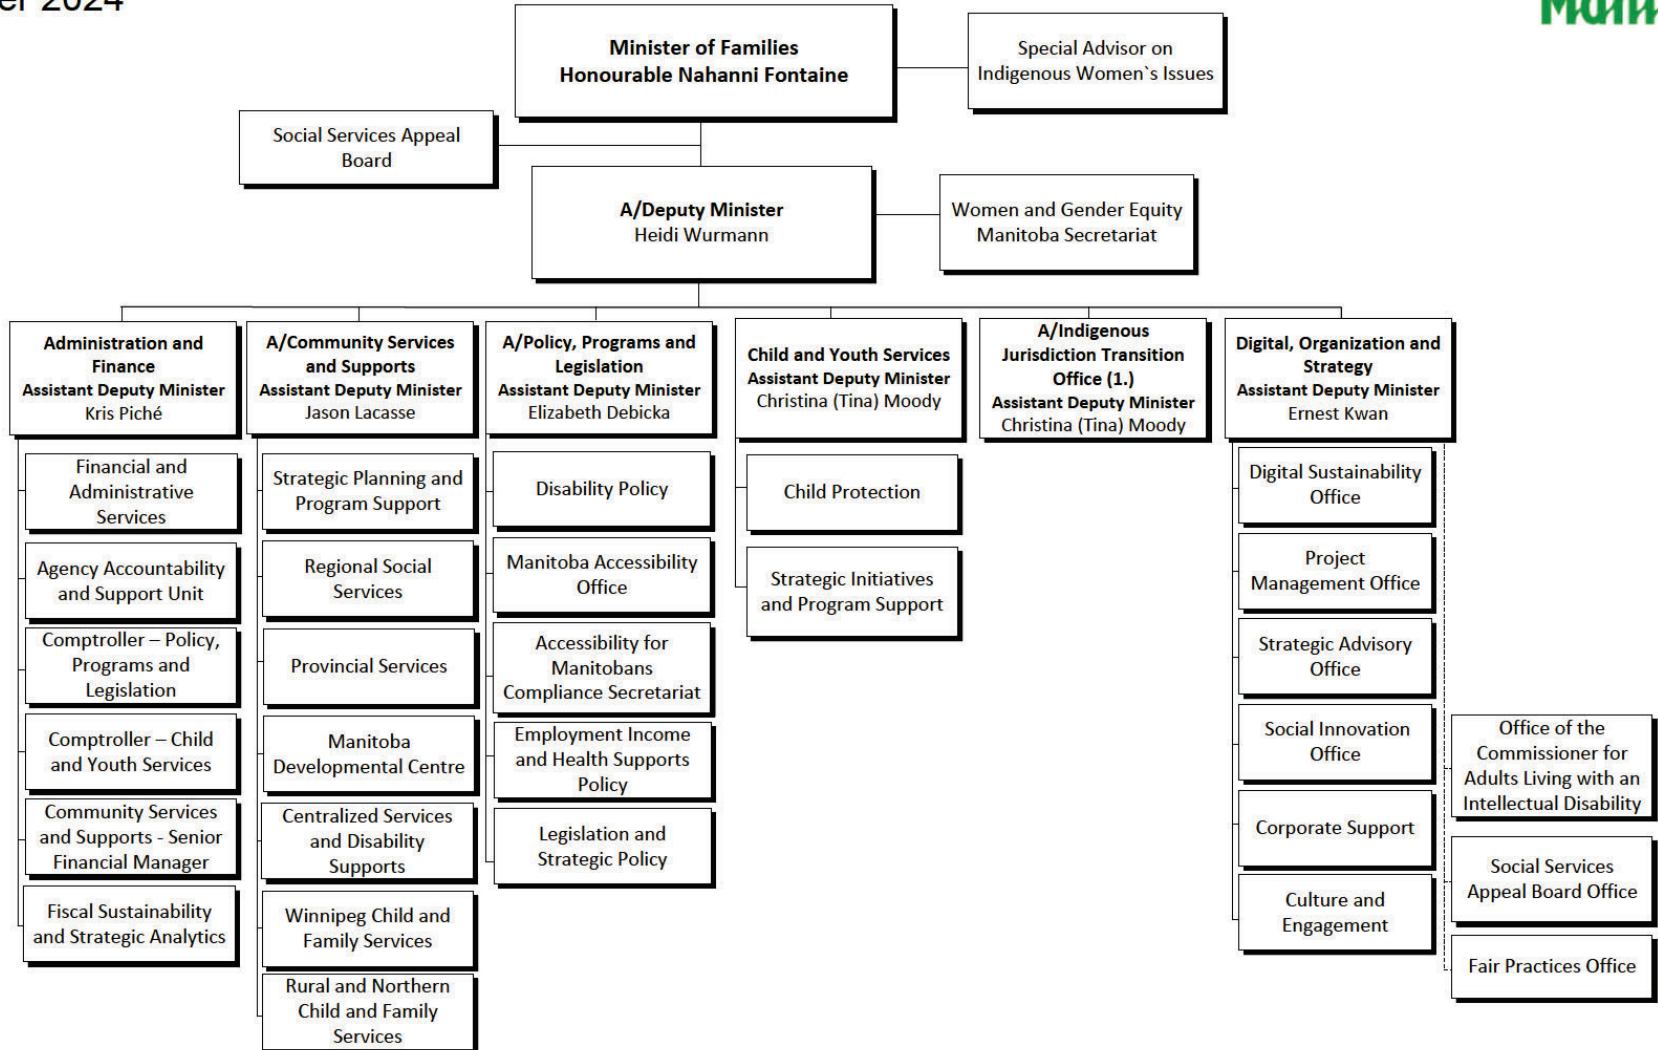 er 2024
Minister of Families
Honourable Nahanni Fontaine
Special Advisor on
Indigenous Women`s Issues
Social Services Appeal
Board
A/Deputy Minister
Heidi Wurmann
Women and Gender Equity
Manitoba Secretariat
Administration and
Finance
Assistant Deputy Minister
Kris Piché
Financial and
Administrative
Services
Agency Accountability
and Support Unit
Comptroller – Policy,
Programs and
Legislation
Comptroller – Child
and Youth Services
Community Services
and Supports - Senior
Financial Manager
Fiscal Sustainability
and Strategic Analytics
A/Community Services
and Supports
Assistant Deputy Minister
Jason Lacasse
Strategic Planning and
Program Support
Regional Social
Services
Provincial Services
Manitoba
Developmental Centre
Centralized Services
and Disability
Supports
Winnipeg Child and
Family Services
Rural and Northern
Child and Family
Services
A/Policy, Programs and
Legislation
Assistant Deputy Minister
Elizabeth Debicka
Disability Policy
Manitoba Accessibility
Office
Accessibility for
Manitobans
Compliance Secretariat
Employment Income
and Health Supports
Policy
Legislation and
Strategic Policy
Child and Youth Services
Assistant Deputy Minister
Christina (Tina) Moody
Child Protection
Strategic Initiatives
and Program Support
A/Indigenous
Jurisdiction Transition
Office (1.)
Assistant Deputy Minister
Christina (Tina) Moody
Digital, Organization and
Strategy
Assistant Deputy Minister
Ernest Kwan
Digital Sustainability
Office
Project
Management Office
Strategic Advisory
Office
Social Innovation
Office
Corporate Support
Culture and
Engagement
Office of the
Commissioner for
Adults Living with an
Intellectual Disability
Social Services
Appeal Board Office
Fair Practices Office